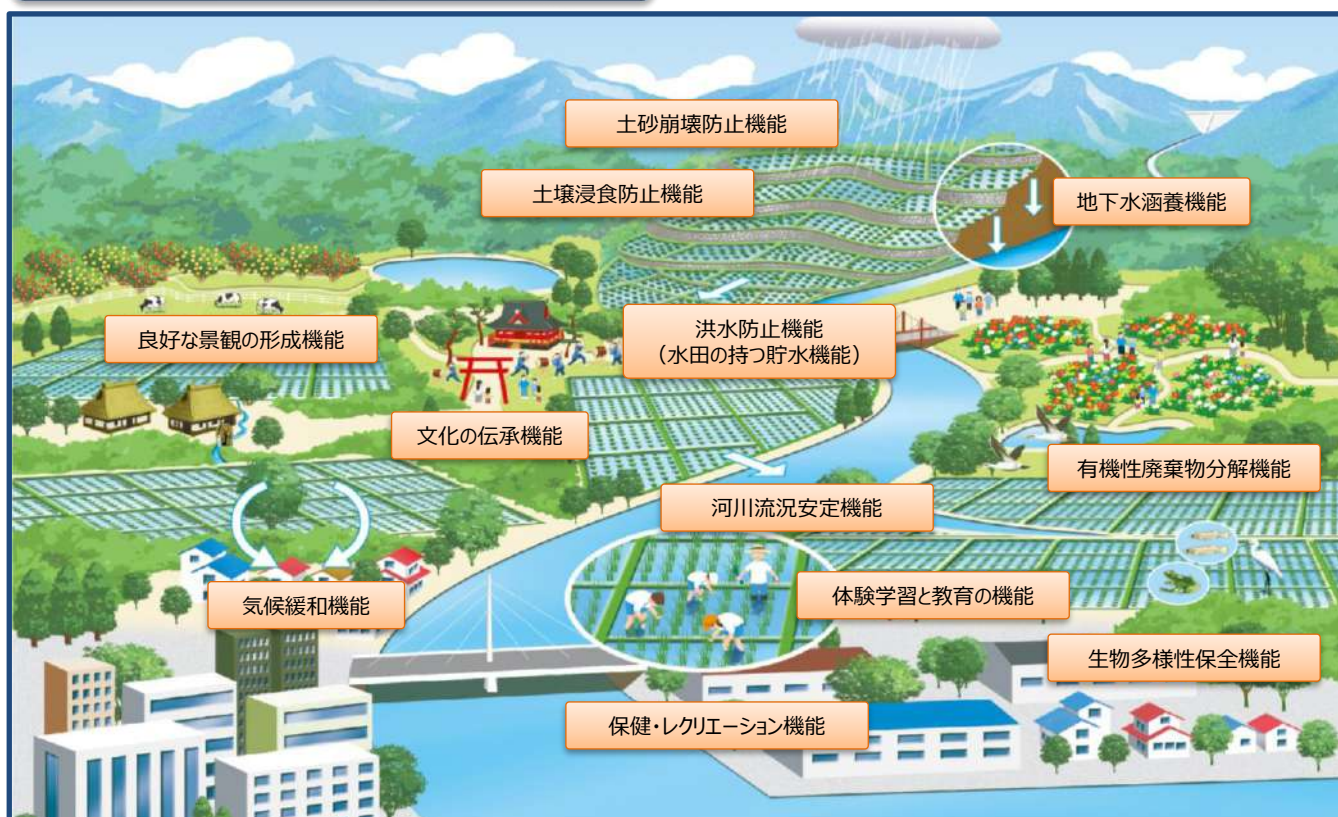 土砂崩壊防止機能
土壌浸食防止機能
地下水涵養機能
良好な景観の形成機能
洪水防止機能
（水田の持つ貯水機能）
文化の伝承機能
有機性廃棄物分解機能
河川流況安定機能
気候緩和機能
体験学習と教育の機能
生物多様性保全機能
保健・レクリエーション機能